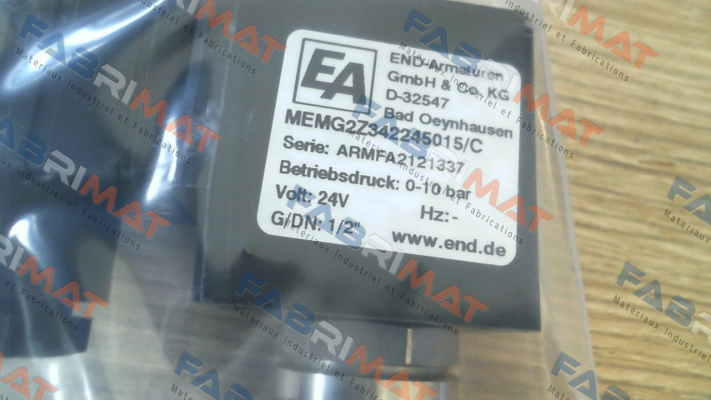 EA
END-Armaturen
GmbH & Co. KG
D-32547
Bad Oeynhausen
MEMG2Z342245015/C
Serie: ARMFA2121337
Betriebsdruck: 0-10 bar
Volt: 24V Hz:-
G/DN: 1/2"
www.end.de
FABRIMAT
Matériaux Industriel et Fabrications